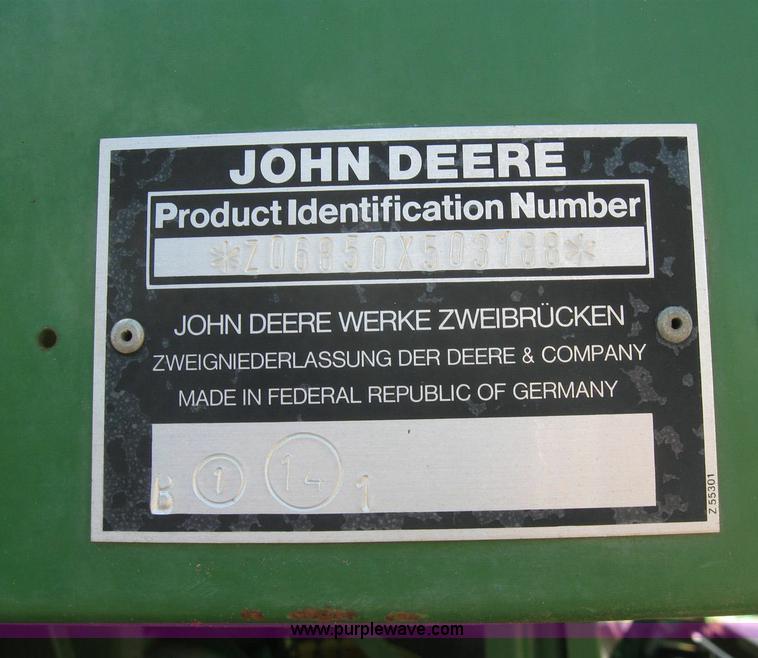 JOHN DEERE
Product Identification Number
*Z06850X503188*
JOHN DEERE WERKE ZWEIBRÜCKEN
ZWEIGNIEDERLASSUNG DER DEERE & COMPANY
MADE IN FEDERAL REPUBLIC OF GERMANY
B 1 14 1
Z 55301
www.purplewave.com